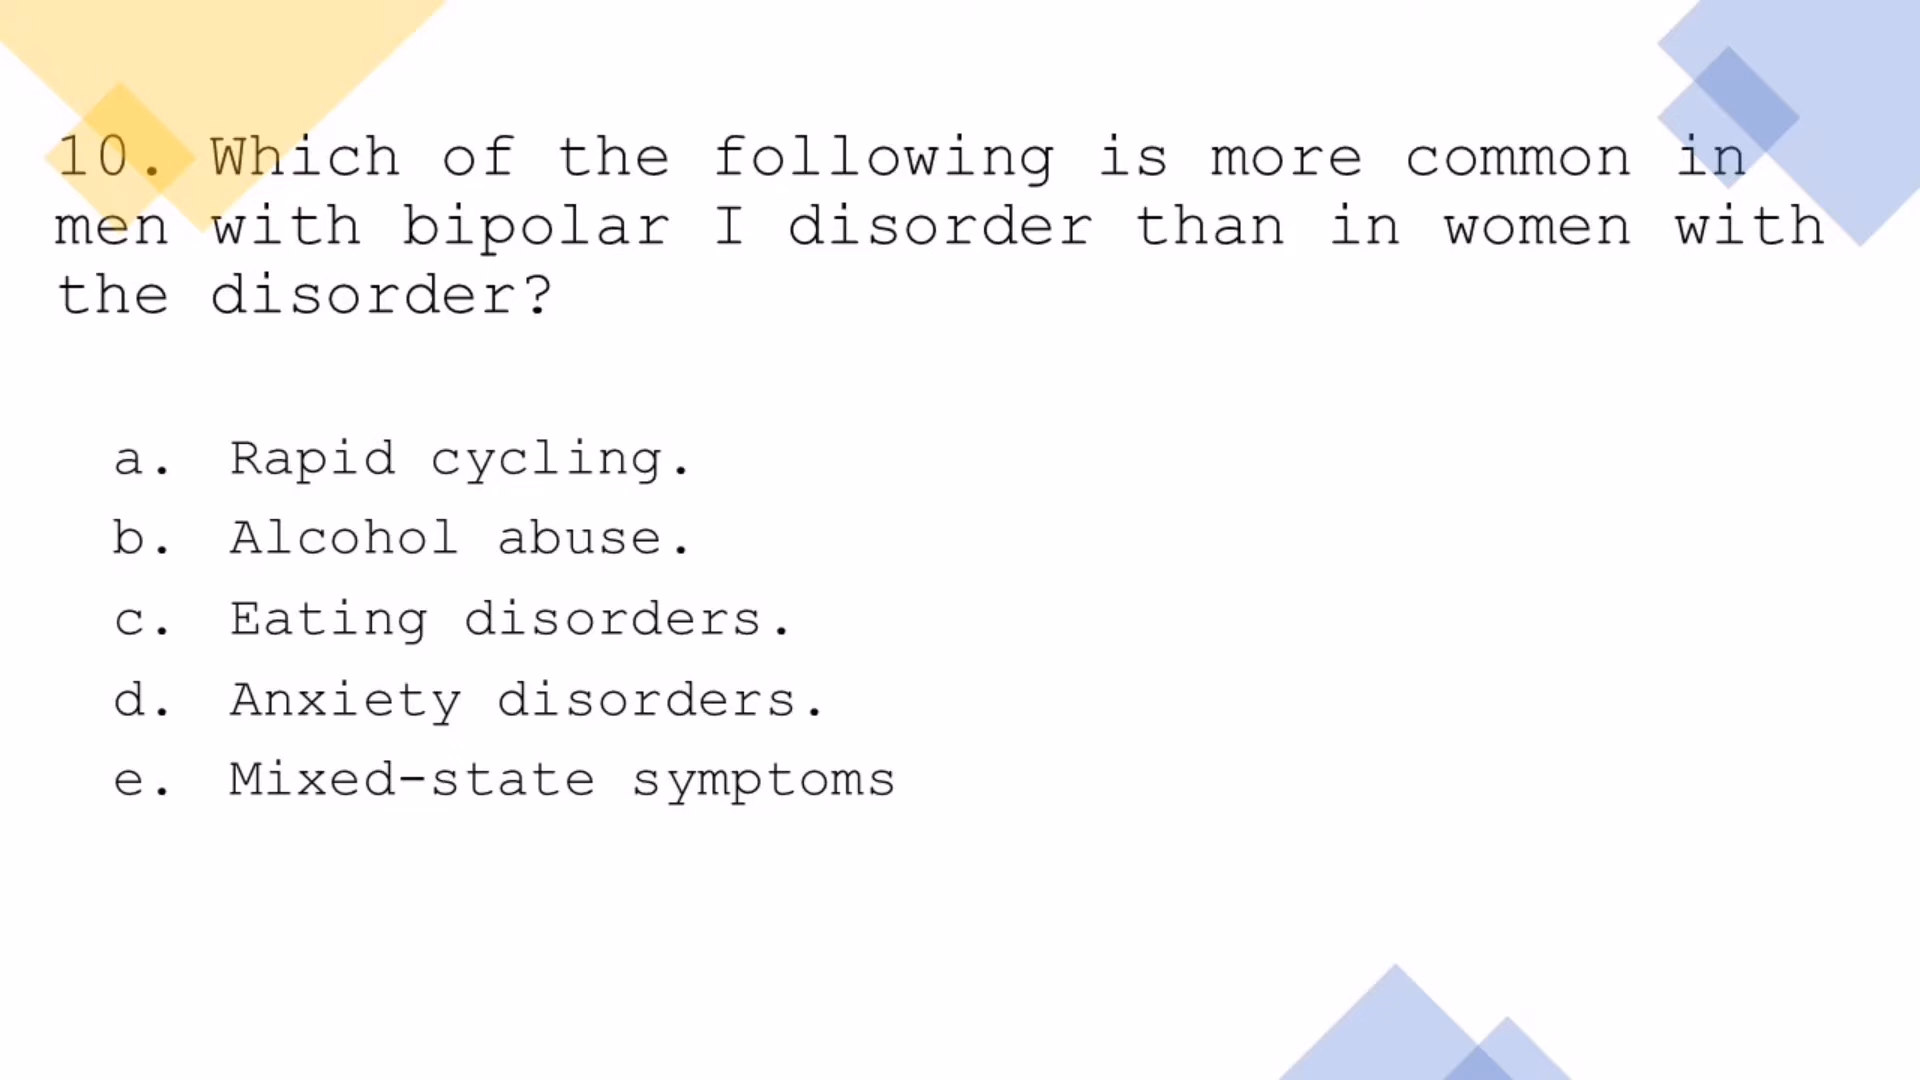 10. Which of the following is more common in
men with bipolar I disorder than in women with
the disorder?
a. Rapid cycling.
b. Alcohol abuse.
c. Eating disorders.
d. Anxiety disorders.
e. Mixed-state symptoms